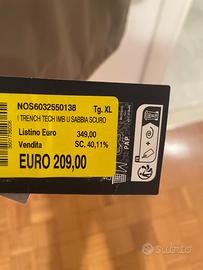 NOS6032550138 Tg. XL
I TRENCH TECH IMB U SABBIA SCURO
Listino Euro 349,00
Vendita SC. 40,11%
EURO 209,00
PAP
subito